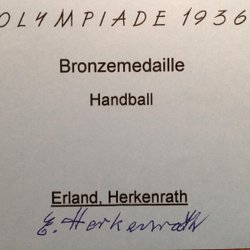 OLYMPIADE 1936
Bronzemedaille
Handball
Erland, Herkenrath
E. Herkenrath